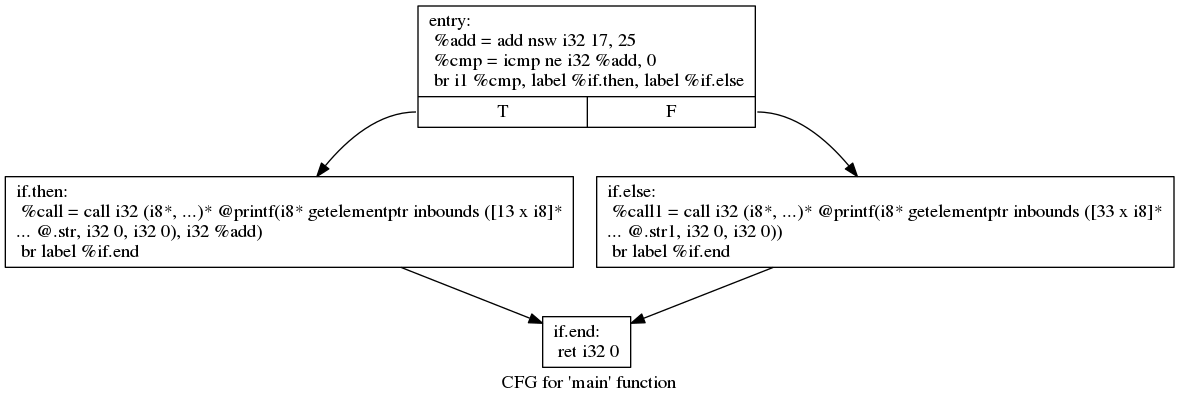 entry:
%add = add nsw i32 17, 25
%cmp = icmp ne i32 %add, 0
br i1 %cmp, label %if.then, label %if.else
T F
if.then:
%call = call i32 (i8*, ...)* @printf(i8* getelementptr inbounds ([13 x i8]*
... @.str, i32 0, i32 0), i32 %add)
br label %if.end
if.else:
%call1 = call i32 (i8*, ...)* @printf(i8* getelementptr inbounds ([33 x i8]*
... @.str1, i32 0, i32 0))
br label %if.end
if.end:
ret i32 0
CFG for 'main' function